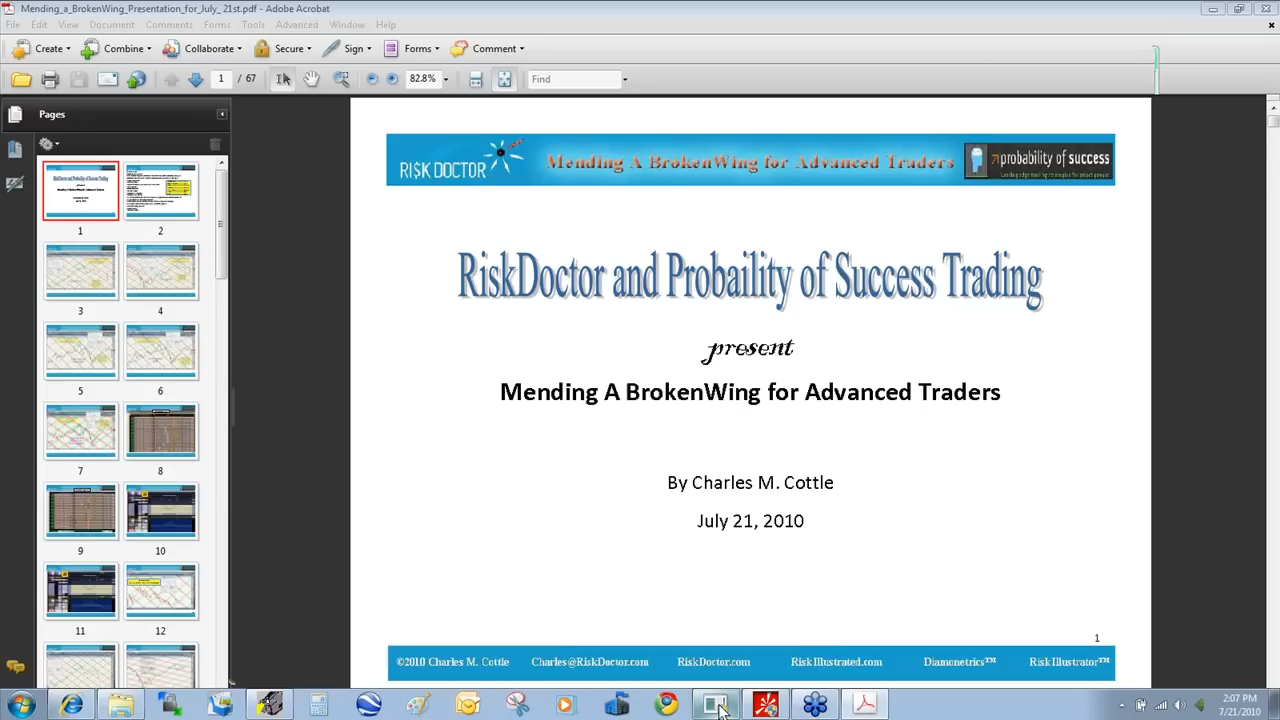 Mending_a_BrokenWing_Presentation_for_July_ 21st.pdf - Adobe Acrobat
File Edit View Document Comments Forms Tools Advanced Window Help
Create Combine Collaborate Secure Sign Forms Comment
1 / 67 82.8% Find
Pages
1 2
3 4
5 6
7 8
9 10
11 12
RISKDOCTOR Mending A BrokenWing for Advanced Traders probability of success
RiskDoctor and Probaility of Success Trading
present
Mending A BrokenWing for Advanced Traders
By Charles M. Cottle
July 21, 2010
1
©2010 Charles M. Cottle Charles@RiskDoctor.com RiskDoctor.com RiskIllustrated.com Diamonetrics™ RiskIllustrator™
2:07 PM
7/21/2010